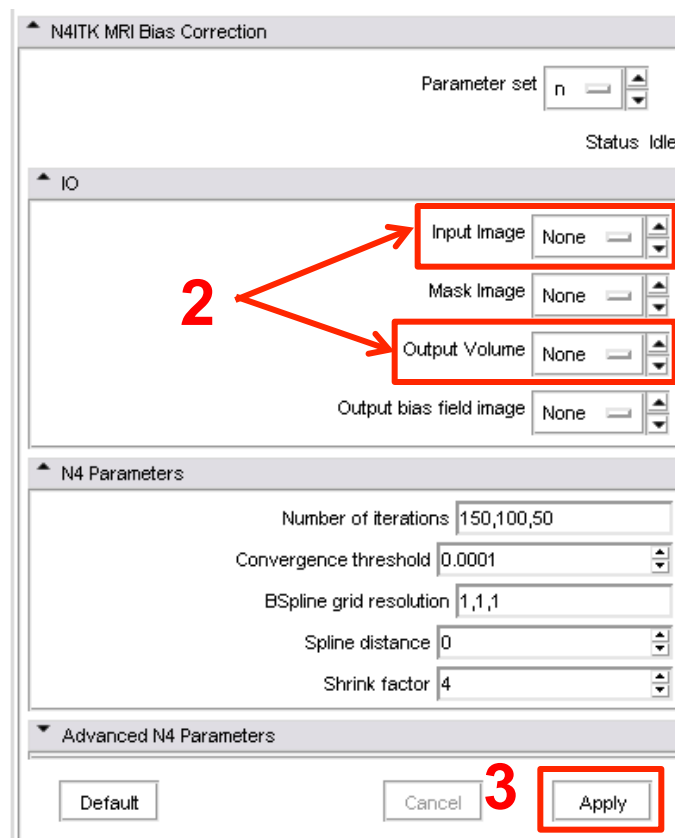 N4ITK MRI Bias Correction
Parameter set n
Status Idle
IO
Input Image None
2
Mask Image None
Output Volume None
Output bias field image None
N4 Parameters
Number of iterations 150,100,50
Convergence threshold 0.0001
BSpline grid resolution 1,1,1
Spline distance 0
Shrink factor 4
Advanced N4 Parameters
Default Cancel 3 Apply